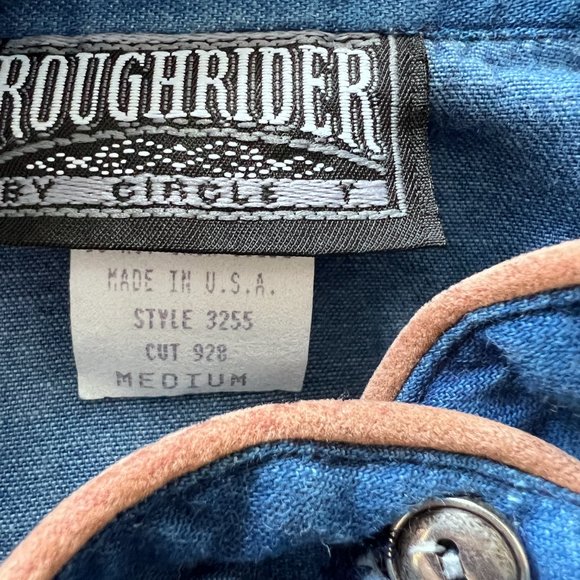 ROUGHRIDER
BY CIRCLE T
MADE IN U.S.A.
STYLE 3255
CUT 928
MEDIUM